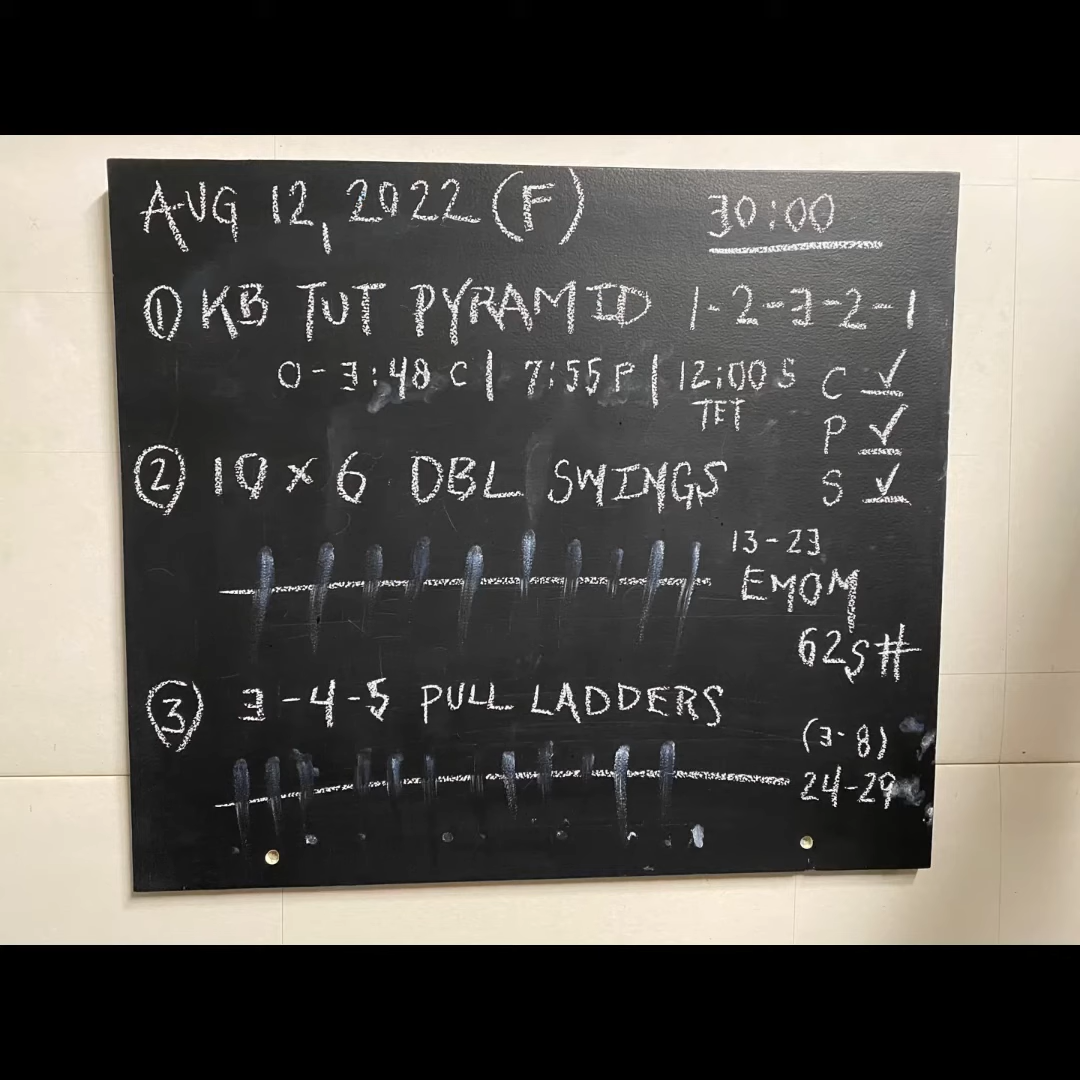 AUG 12, 2022 (F) 30:00
① KB TUT PYRAMID 1-2-3-2-1
0-3:48 C | 7:55 P | 12:00 S
TET
C ✓
P ✓
S ✓
② 10 × 6 DBL SWINGS
13-23
EMOM
62s#
③ 3-4-5 PULL LADDERS
(3-8)
24-29